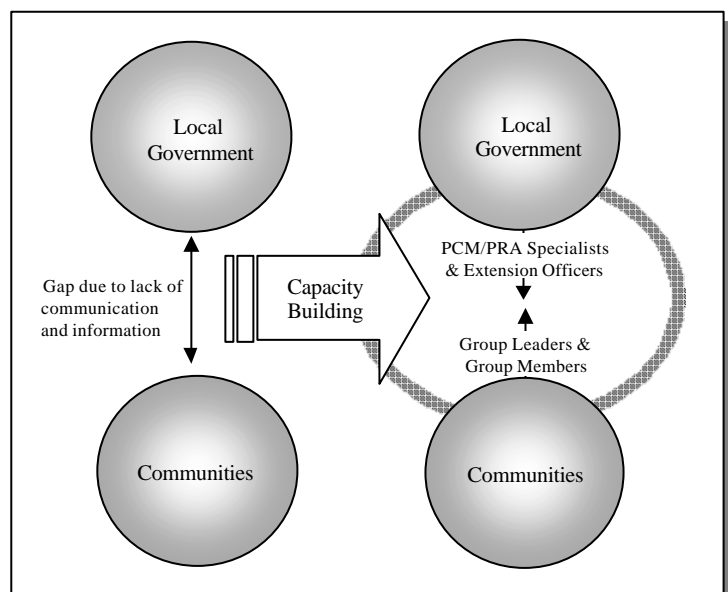 Local
Government
Gap due to lack of
communication
and information
Communities
Capacity
Building
Local
Government
PCM/PRA Specialists
& Extension Officers
Group Leaders &
Group Members
Communities